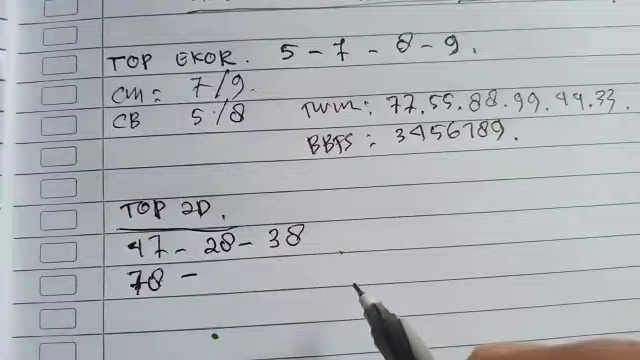 TOP EKOR. 5 - 7 - 8 - 9.
CM = 7/9.
CB 5/8
TWIN : 77.55.88.99.44.33.
BBFS : 3456789.
TOP 2D.
47 - 28 - 38
78 -